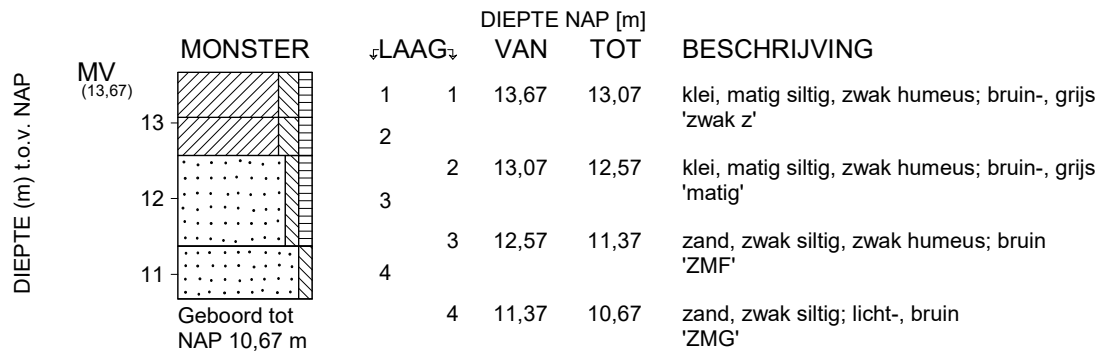 DIEPTE NAP [m]
MONSTER LAAG VAN TOT BESCHRIJVING
MV
(13,67)
DIEPTE (m) t.o.v. NAP
13
12
11
1
2
3
4
1 13,67 13,07 klei, matig siltig, zwak humeus; bruin-, grijs
'zwak z'
2 13,07 12,57 klei, matig siltig, zwak humeus; bruin-, grijs
'matig'
3 12,57 11,37 zand, zwak siltig, zwak humeus; bruin
'ZMF'
4 11,37 10,67 zand, zwak siltig; licht-, bruin
'ZMG'
Geboord tot
NAP 10,67 m